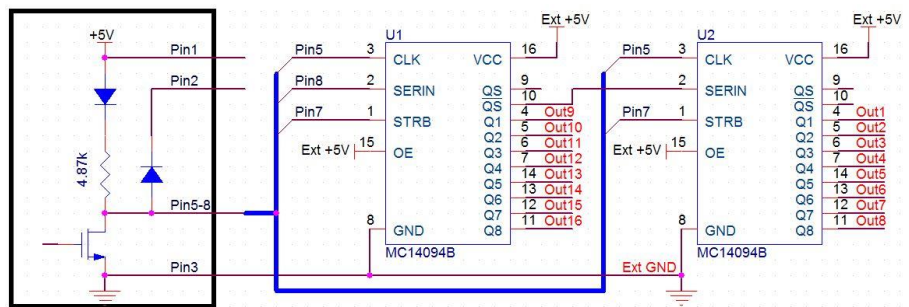 +5V
Pin1
Pin2
4.87k
Pin5-8
Pin3
U1
Ext +5V
Pin5 3 CLK VCC 16
Pin8 2 SERIN QS 9
QS 10
Pin7 1 STRB Q1 4 Out9
Q2 5 Out10
Ext +5V 15 OE Q3 6 Out11
Q4 7 Out12
Q5 14 Out13
Q6 13 Out14
Q7 12 Out15
8 GND Q8 11 Out16
MC14094B
U2
Ext +5V
Pin5 3 CLK VCC 16
2 SERIN QS 9
QS 10
Pin7 1 STRB Q1 4 Out1
Q2 5 Out2
Ext +5V 15 OE Q3 6 Out3
Q4 7 Out4
Q5 14 Out5
Q6 13 Out6
Q7 12 Out7
8 GND Q8 11 Out8
MC14094B
Ext GND